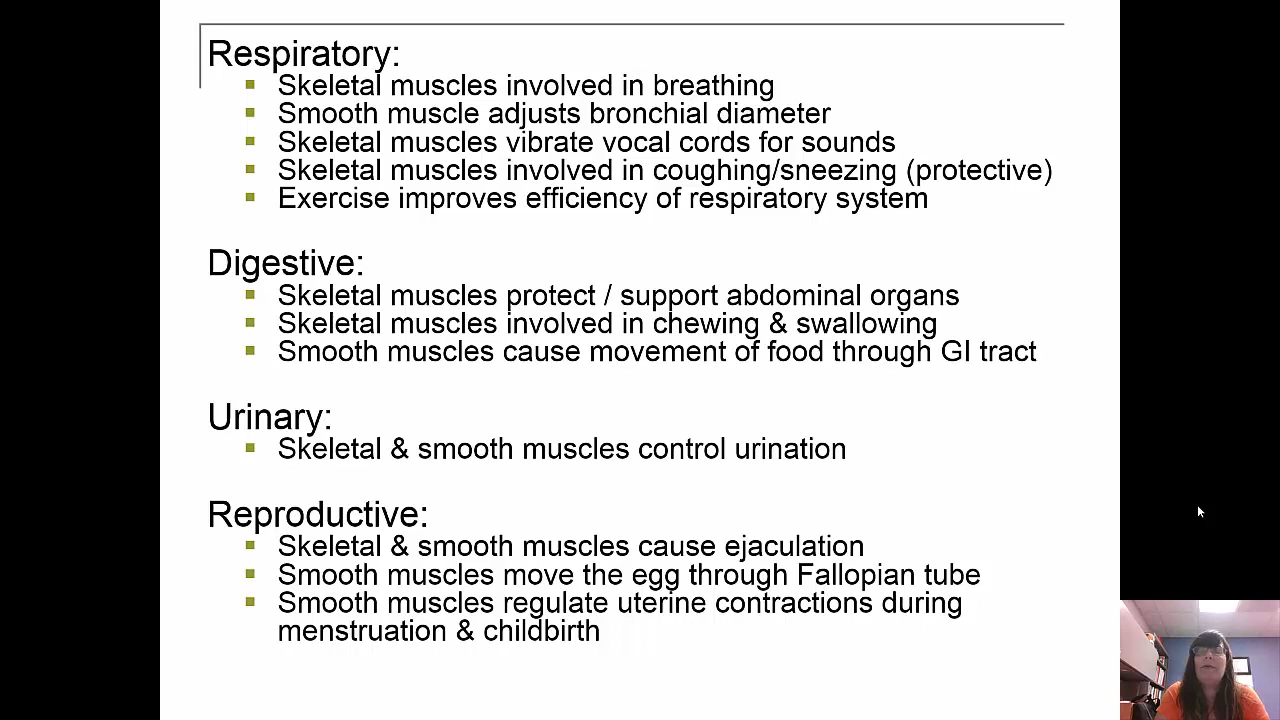 Respiratory:
Skeletal muscles involved in breathing
Smooth muscle adjusts bronchial diameter
Skeletal muscles vibrate vocal cords for sounds
Skeletal muscles involved in coughing/sneezing (protective)
Exercise improves efficiency of respiratory system
Digestive:
Skeletal muscles protect / support abdominal organs
Skeletal muscles involved in chewing & swallowing
Smooth muscles cause movement of food through GI tract
Urinary:
Skeletal & smooth muscles control urination
Reproductive:
Skeletal & smooth muscles cause ejaculation
Smooth muscles move the egg through Fallopian tube
Smooth muscles regulate uterine contractions during
menstruation & childbirth